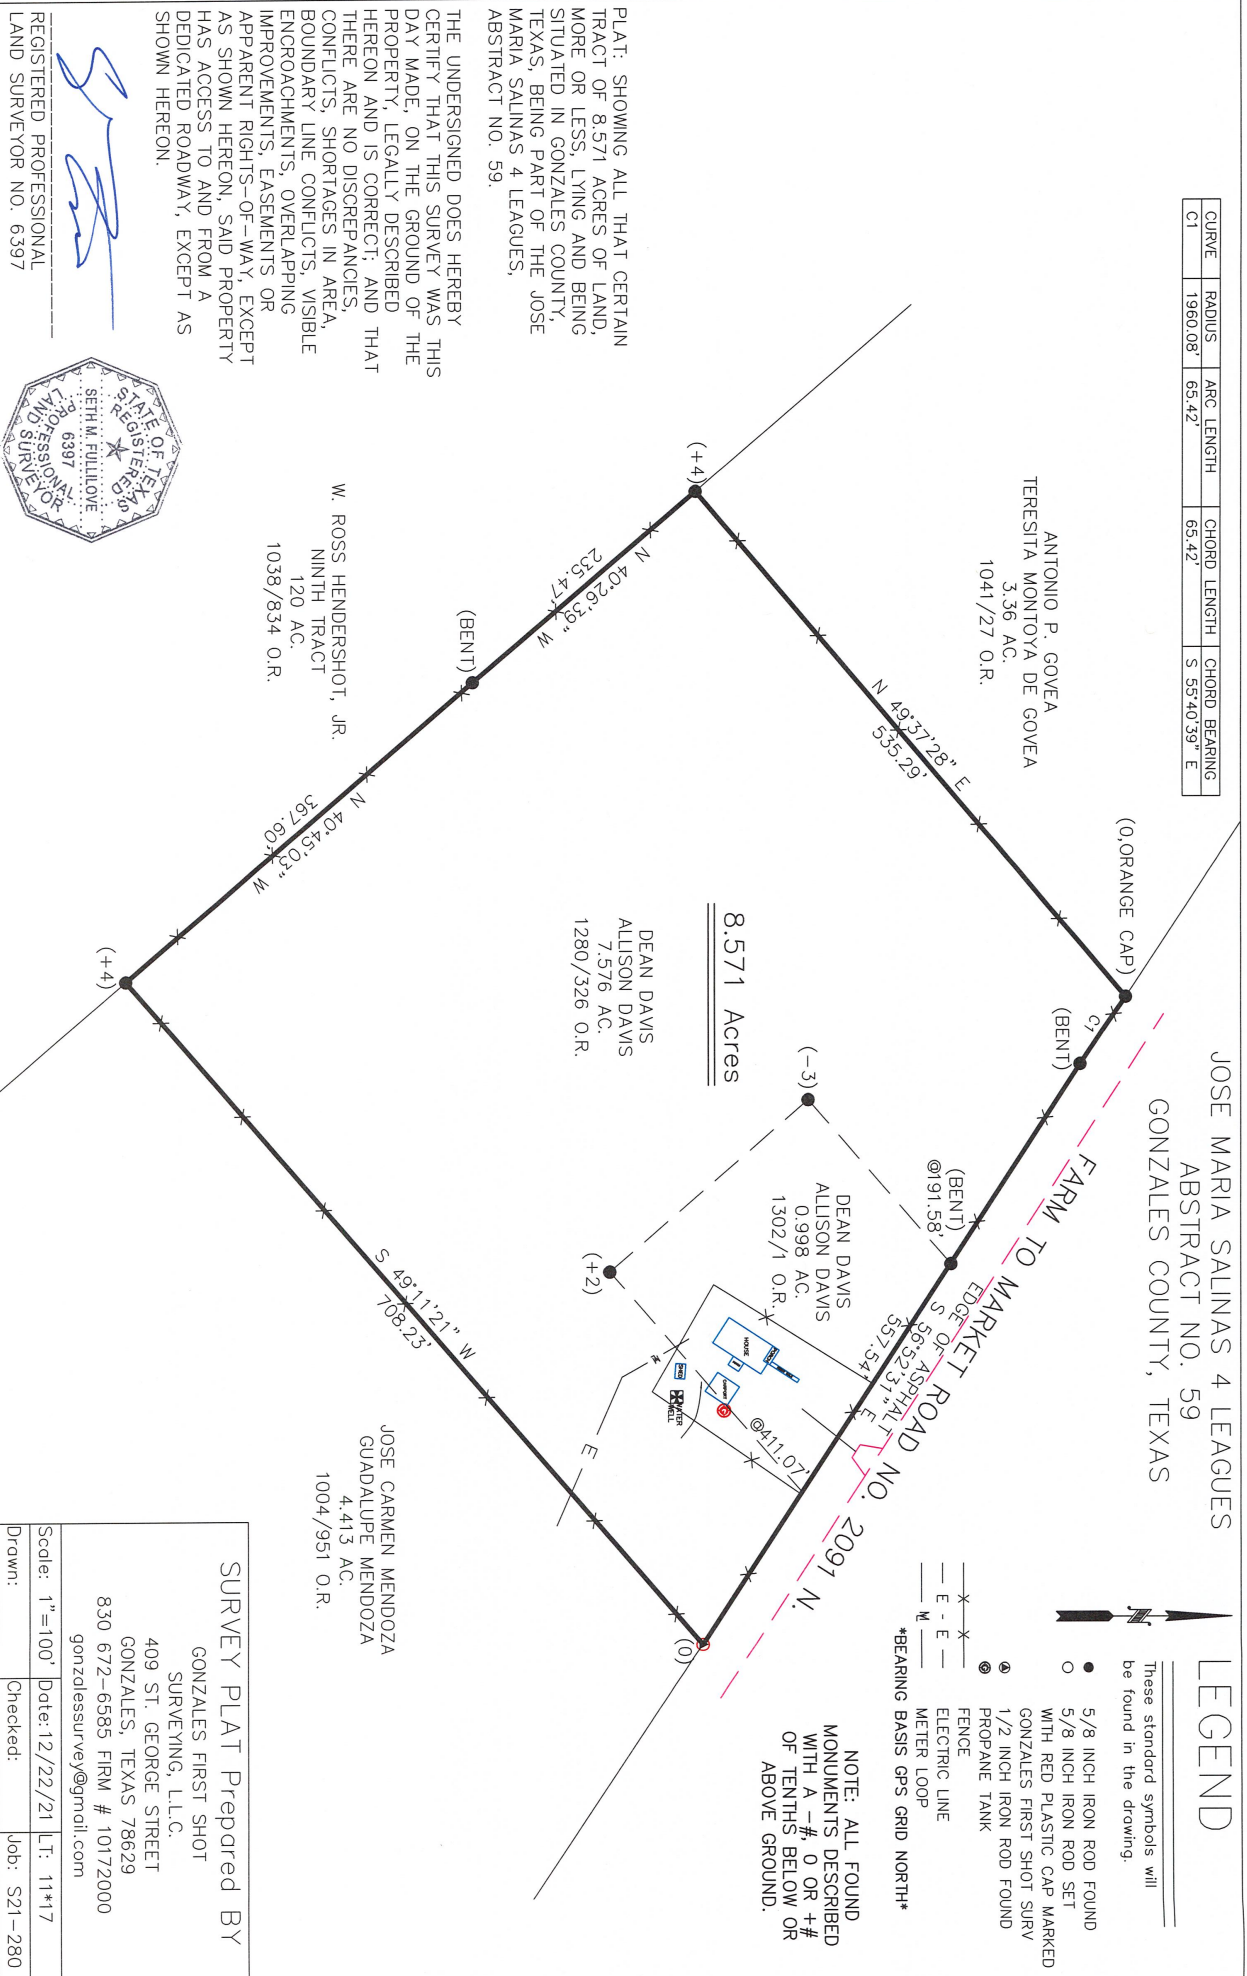 CURVE RADIUS ARC LENGTH CHORD LENGTH CHORD BEARING
C1 1960.08' 65.42' 65.42' S 55°40'39" E
JOSE MARIA SALINAS 4 LEAGUES
ABSTRACT NO. 59
GONZALES COUNTY, TEXAS
LEGEND
These standard symbols will
be found in the drawing.
5/8 INCH IRON ROD FOUND
5/8 INCH IRON ROD SET
WITH RED PLASTIC CAP MARKED
GONZALES FIRST SHOT SURV
1/2 INCH IRON ROD FOUND
PROPANE TANK
X X FENCE
E - E ELECTRIC LINE
M METER LOOP
*BEARING BASIS GPS GRID NORTH*
NOTE: ALL FOUND
MONUMENTS DESCRIBED
WITH A -#, 0 OR +#
OF TENTHS BELOW OR
ABOVE GROUND.
ANTONIO P. GOVEA
TERESITA MONTOYA DE GOVEA
3.36 AC.
1041/27 O.R.
(0,ORANGE CAP)
C1
(BENT)
FARM TO MARKET ROAD NO. 2091 N.
EDGE OF ASPHALT
S 56°52'31" E
557.54'
(BENT)
@191.58'
N 49°37'28" E
535.29'
(+4)
N 40°26'39" W
235.47'
(BENT)
N 40°45'03" W
367.60'
(+4)
8.571 Acres
DEAN DAVIS
ALLISON DAVIS
7.576 AC.
1280/326 O.R.
(-3)
DEAN DAVIS
ALLISON DAVIS
0.998 AC.
1302/1 O.R.
(+2)
HOUSE
CARPORT
SHED
WATER
WELL
M
E
@411.07'
(0)
S 49°11'21" W
708.23'
W. ROSS HENDERSHOT, JR.
NINTH TRACT
120 AC.
1038/834 O.R.
JOSE CARMEN MENDOZA
GUADALUPE MENDOZA
4.413 AC.
1004/951 O.R.
PLAT: SHOWING ALL THAT CERTAIN
TRACT OF 8.571 ACRES OF LAND,
MORE OR LESS, LYING AND BEING
SITUATED IN GONZALES COUNTY,
TEXAS, BEING PART OF THE JOSE
MARIA SALINAS 4 LEAGUES,
ABSTRACT NO. 59.
THE UNDERSIGNED DOES HEREBY
CERTIFY THAT THIS SURVEY WAS THIS
DAY MADE, ON THE GROUND OF THE
PROPERTY, LEGALLY DESCRIBED
HEREON AND IS CORRECT; AND THAT
THERE ARE NO DISCREPANCIES,
CONFLICTS, SHORTAGES IN AREA,
BOUNDARY LINE CONFLICTS, VISIBLE
ENCROACHMENTS, OVERLAPPING
IMPROVEMENTS, EASEMENTS OR
APPARENT RIGHTS-OF-WAY, EXCEPT
AS SHOWN HEREON, SAID PROPERTY
HAS ACCESS TO AND FROM A
DEDICATED ROADWAY, EXCEPT AS
SHOWN HEREON.
REGISTERED PROFESSIONAL
LAND SURVEYOR NO. 6397
STATE OF TEXAS
REGISTERED
SETH M. FULLILOVE
6397
PROFESSIONAL
LAND SURVEYOR
SURVEY PLAT Prepared BY
GONZALES FIRST SHOT
SURVEYING, L.L.C.
409 ST. GEORGE STREET
GONZALES, TEXAS 78629
830 672-6585 FIRM # 10172000
gonzalessurvey@gmail.com
Scale: 1"=100' Date: 12/22/21 LT: 11*17
Drawn: Checked: Job: S21-280